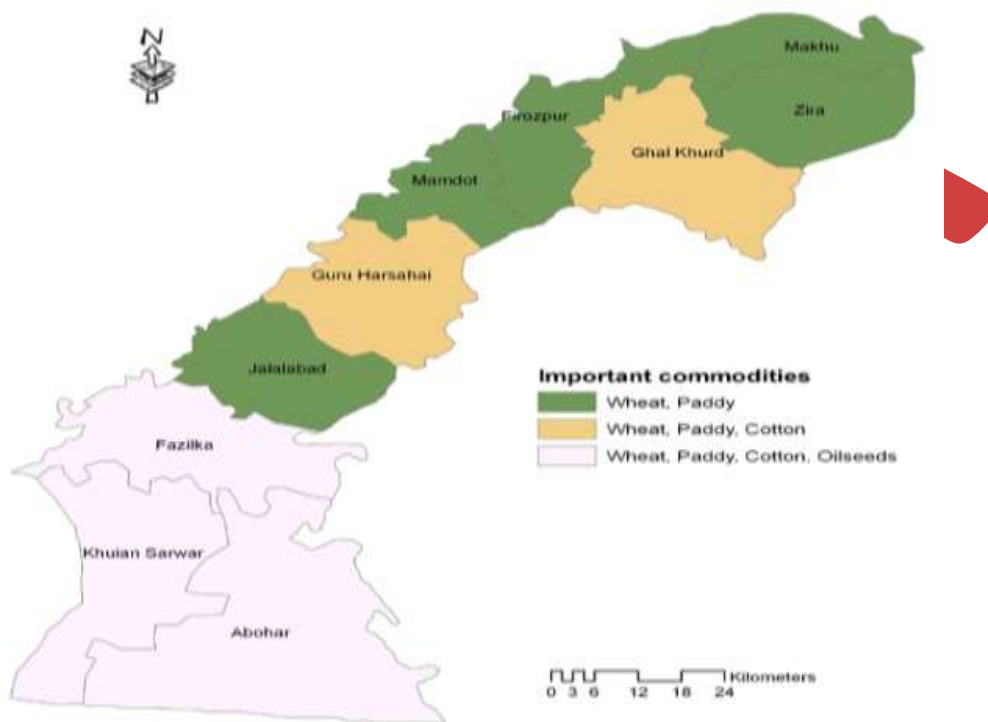 N
Makhu
Zira
Firozpur
Ghal Khurd
Mamdot
Guru Harsahai
Jalalabad
Important commodities
Wheat, Paddy
Wheat, Paddy, Cotton
Wheat, Paddy, Cotton, Oilseeds
Fazilka
Khuian Sarwar
Abohar
Kilometers
0 3 6 12 18 24